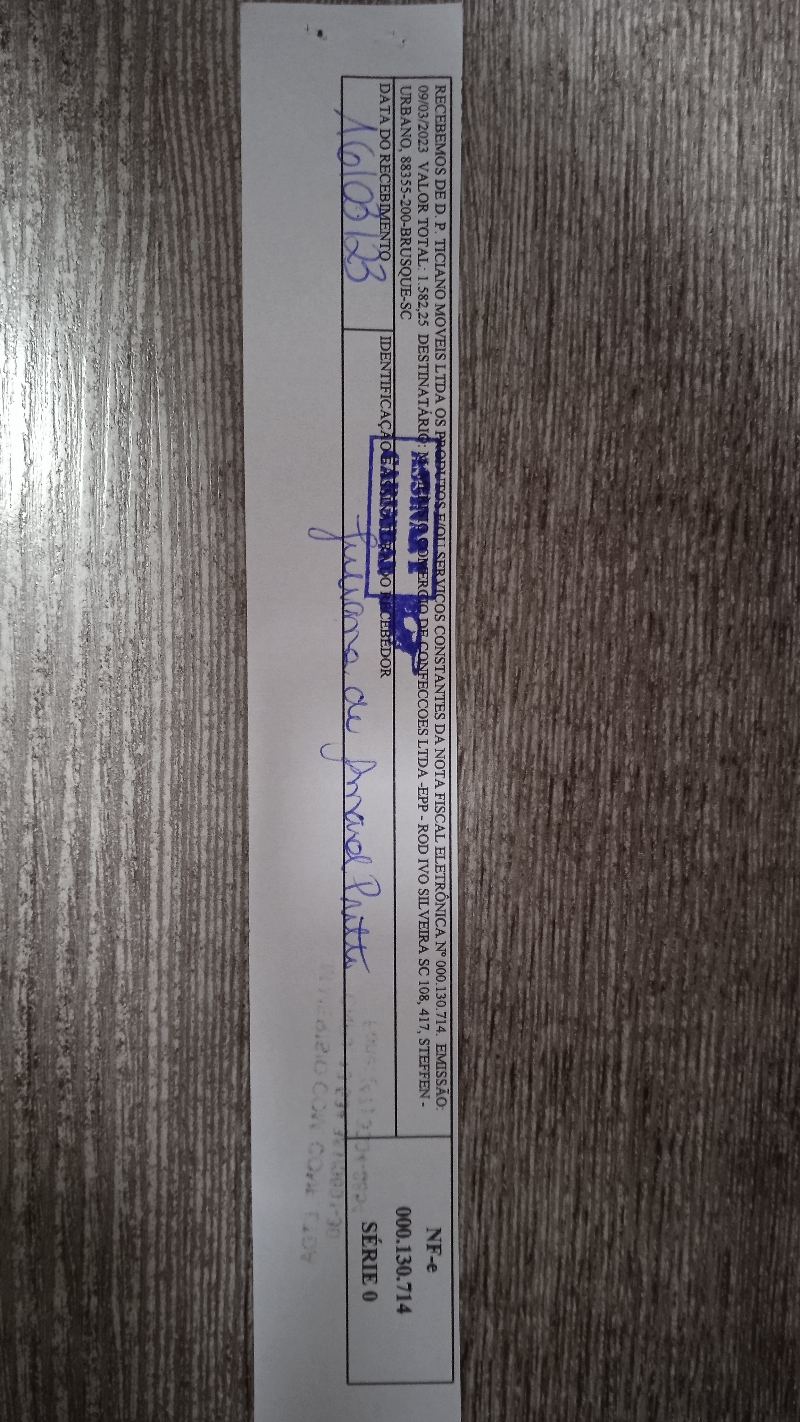 RECEBEMOS DE D. P. TICIANO MOVEIS LTDA OS PRODUTOS E/OU SERVIÇOS CONSTANTES DA NOTA FISCAL ELETRÔNICA Nº 000.130.714. EMISSÃO:
09/03/2023 VALOR TOTAL: 1.582,25 DESTINATÁRIO: COMERCIO DE CONFECCOES LTDA -EPP - ROD IVO SILVEIRA SC 108, 417, STEFFEN -
URBANO, 88355-200-BRUSQUE-SC
DATA DO RECEBIMENTO
16/03/23
IDENTIFICAÇÃO DO RECEBEDOR
Juliana de
NF-e
000.130.714
SÉRIE 0